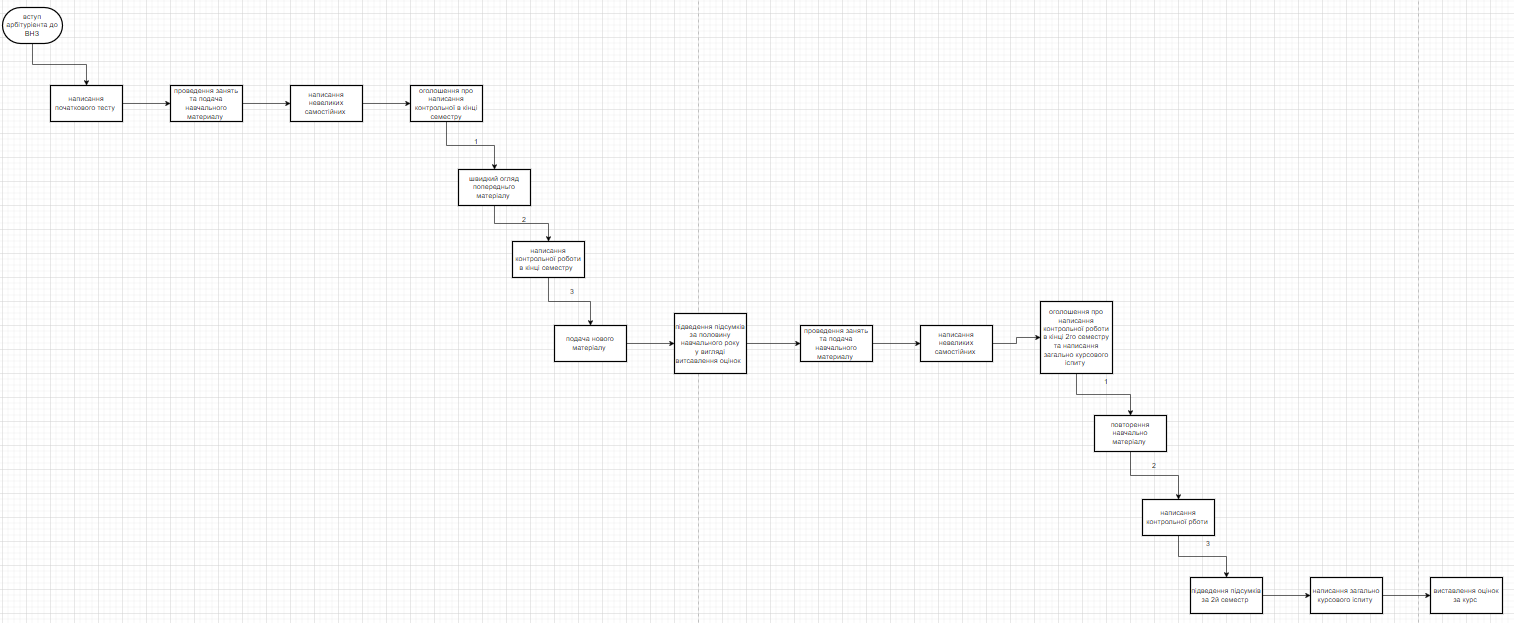 вступ
арбітурієнта до
ВНЗ
написання
початкового тесту
проведення занять
та подача
навчального
материалу
написання
невеликих
самостійних
оголошення про
написання
контрольної в кінці
семестру
1
швидкий огляд
попереднього
матеріалу
2
написання
контрольної роботи
в кінці семестру
3
подача нового
матеріалу
підведення підсумків
за половину
навчального року
у вигляді
витсавлення оцінок
проведення занять
та подача
навчального
материалу
написання
невеликих
самостійних
оголошення про
написання
контрольної роботи
в кінці 2го семестру
та написання
загально курсового
іспиту
1
повторення
навчально
матеріалу
2
написання
контрольної рботи
3
підведення підсумків
за 2й семестр
написання загально
курсового іспиту
виставлення оцінок
за курс